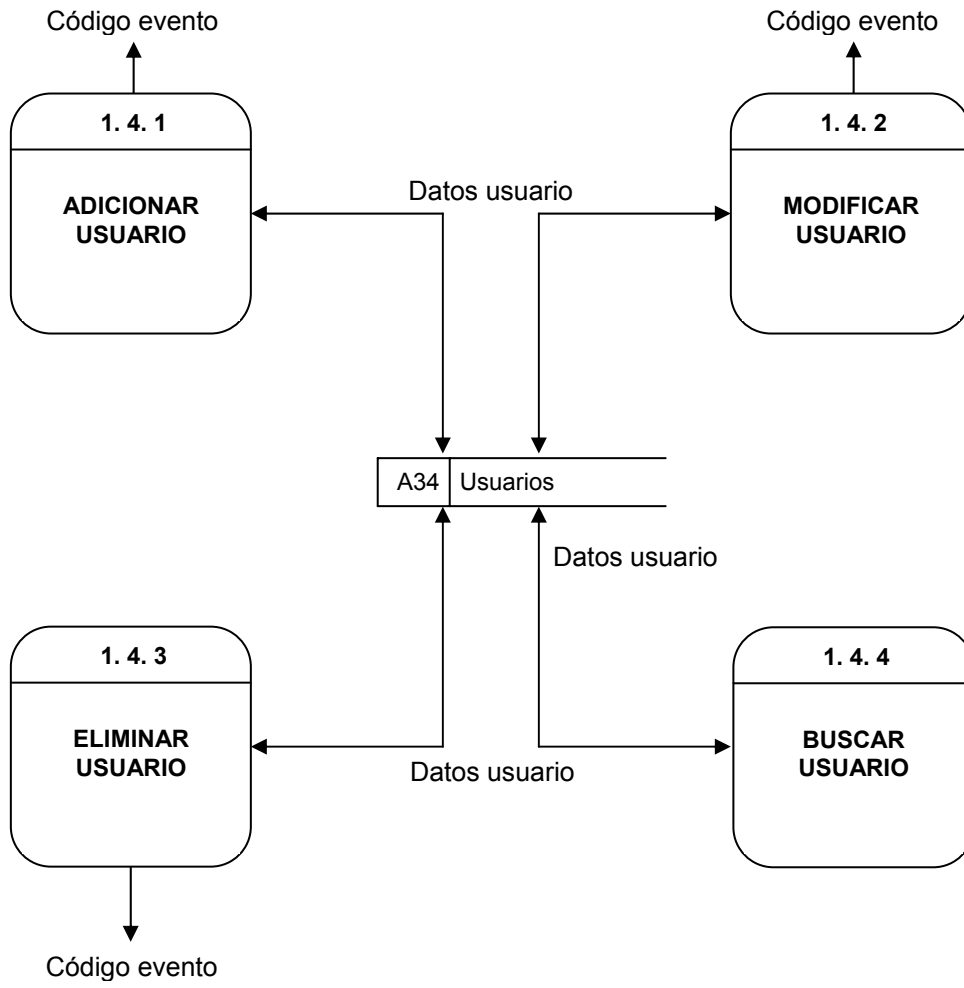 Código evento
Código evento
1. 4. 1
1. 4. 2
ADICIONAR
USUARIO
Datos usuario
MODIFICAR
USUARIO
A34
Usuarios
Datos usuario
1. 4. 3
1. 4. 4
ELIMINAR
USUARIO
Datos usuario
BUSCAR
USUARIO
Código evento